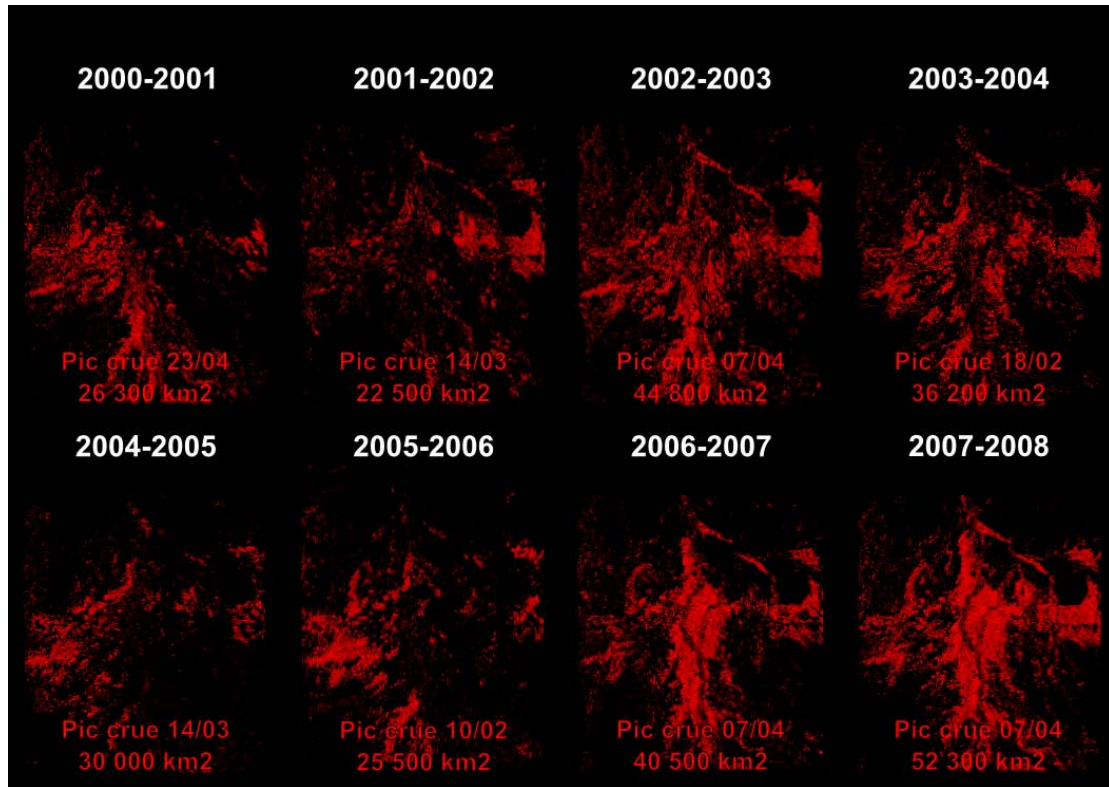 2000-2001
2001-2002
2002-2003
2003-2004
Pic crue 23/04
26 300 km2
Pic crue 14/03
22 500 km2
Pic crue 07/04
44 800 km2
Pic crue 18/02
36 200 km2
2004-2005
2005-2006
2006-2007
2007-2008
Pic crue 14/03
30 000 km2
Pic crue 10/02
25 500 km2
Pic crue 07/04
40 500 km2
Pic crue 07/04
52 300 km2